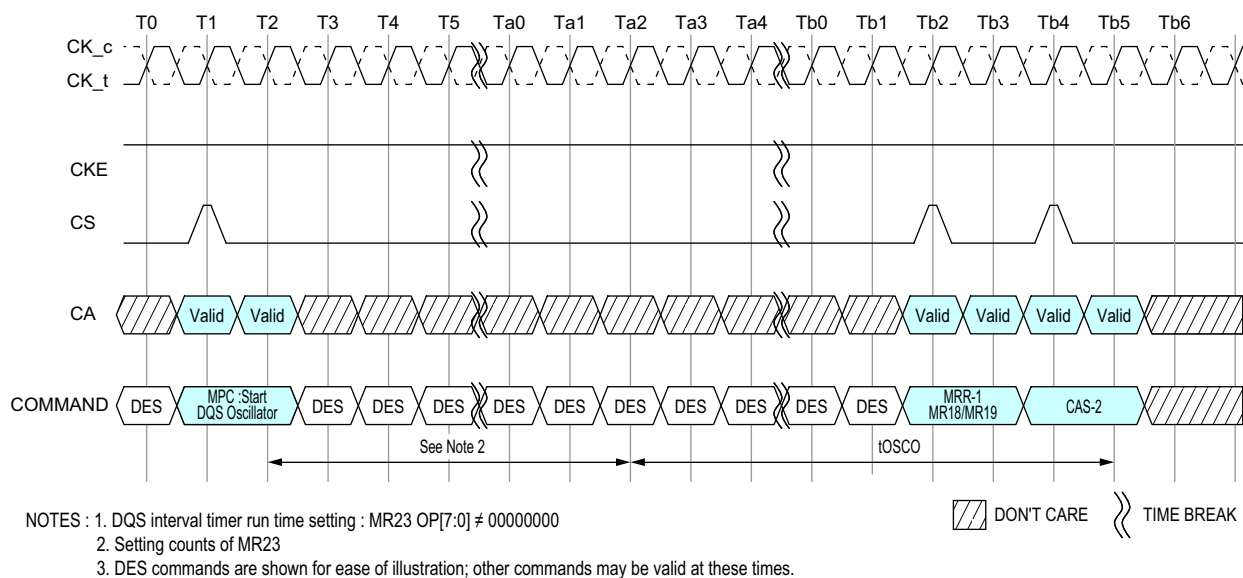 T0 T1 T2 T3 T4 T5 Ta0 Ta1 Ta2 Ta3 Ta4 Tb0 Tb1 Tb2 Tb3 Tb4 Tb5 Tb6
CK_c
CK_t
CKE
CS
CA Valid Valid Valid Valid Valid Valid
COMMAND DES MPC :Start DQS Oscillator DES DES DES DES DES DES DES DES DES DES MRR-1 MR18/MR19 CAS-2
See Note 2 tOSCO
NOTES : 1. DQS interval timer run time setting : MR23 OP[7:0] ≠ 00000000
2. Setting counts of MR23
3. DES commands are shown for ease of illustration; other commands may be valid at these times.
DON'T CARE TIME BREAK